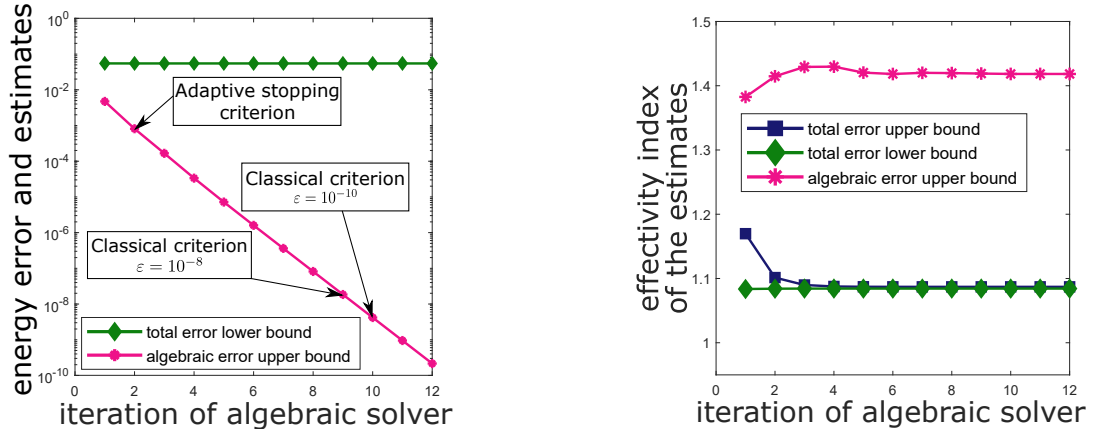 energy error and estimates
10^0
10^-2
10^-4
10^-6
10^-8
10^-10
Adaptive stopping
criterion
Classical criterion
ε = 10^-10
Classical criterion
ε = 10^-8
total error lower bound
algebraic error upper bound
0 2 4 6 8 10 12
iteration of algebraic solver
effectivity index
of the estimates
1.5
1.4
1.3
1.2
1.1
1
total error upper bound
total error lower bound
algebraic error upper bound
0 2 4 6 8 10 12
iteration of algebraic solver